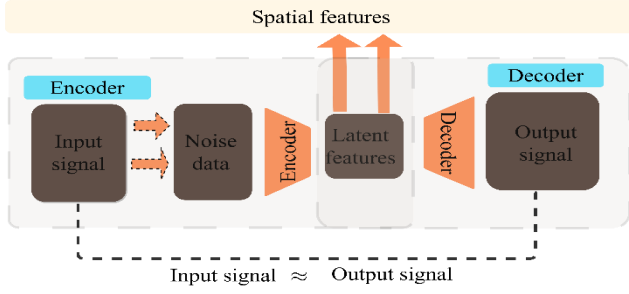 Spatial features
Encoder
Decoder
Input
signal
Noise
data
Encoder
Latent
features
Decoder
Output
signal
Input signal ≈ Output signal